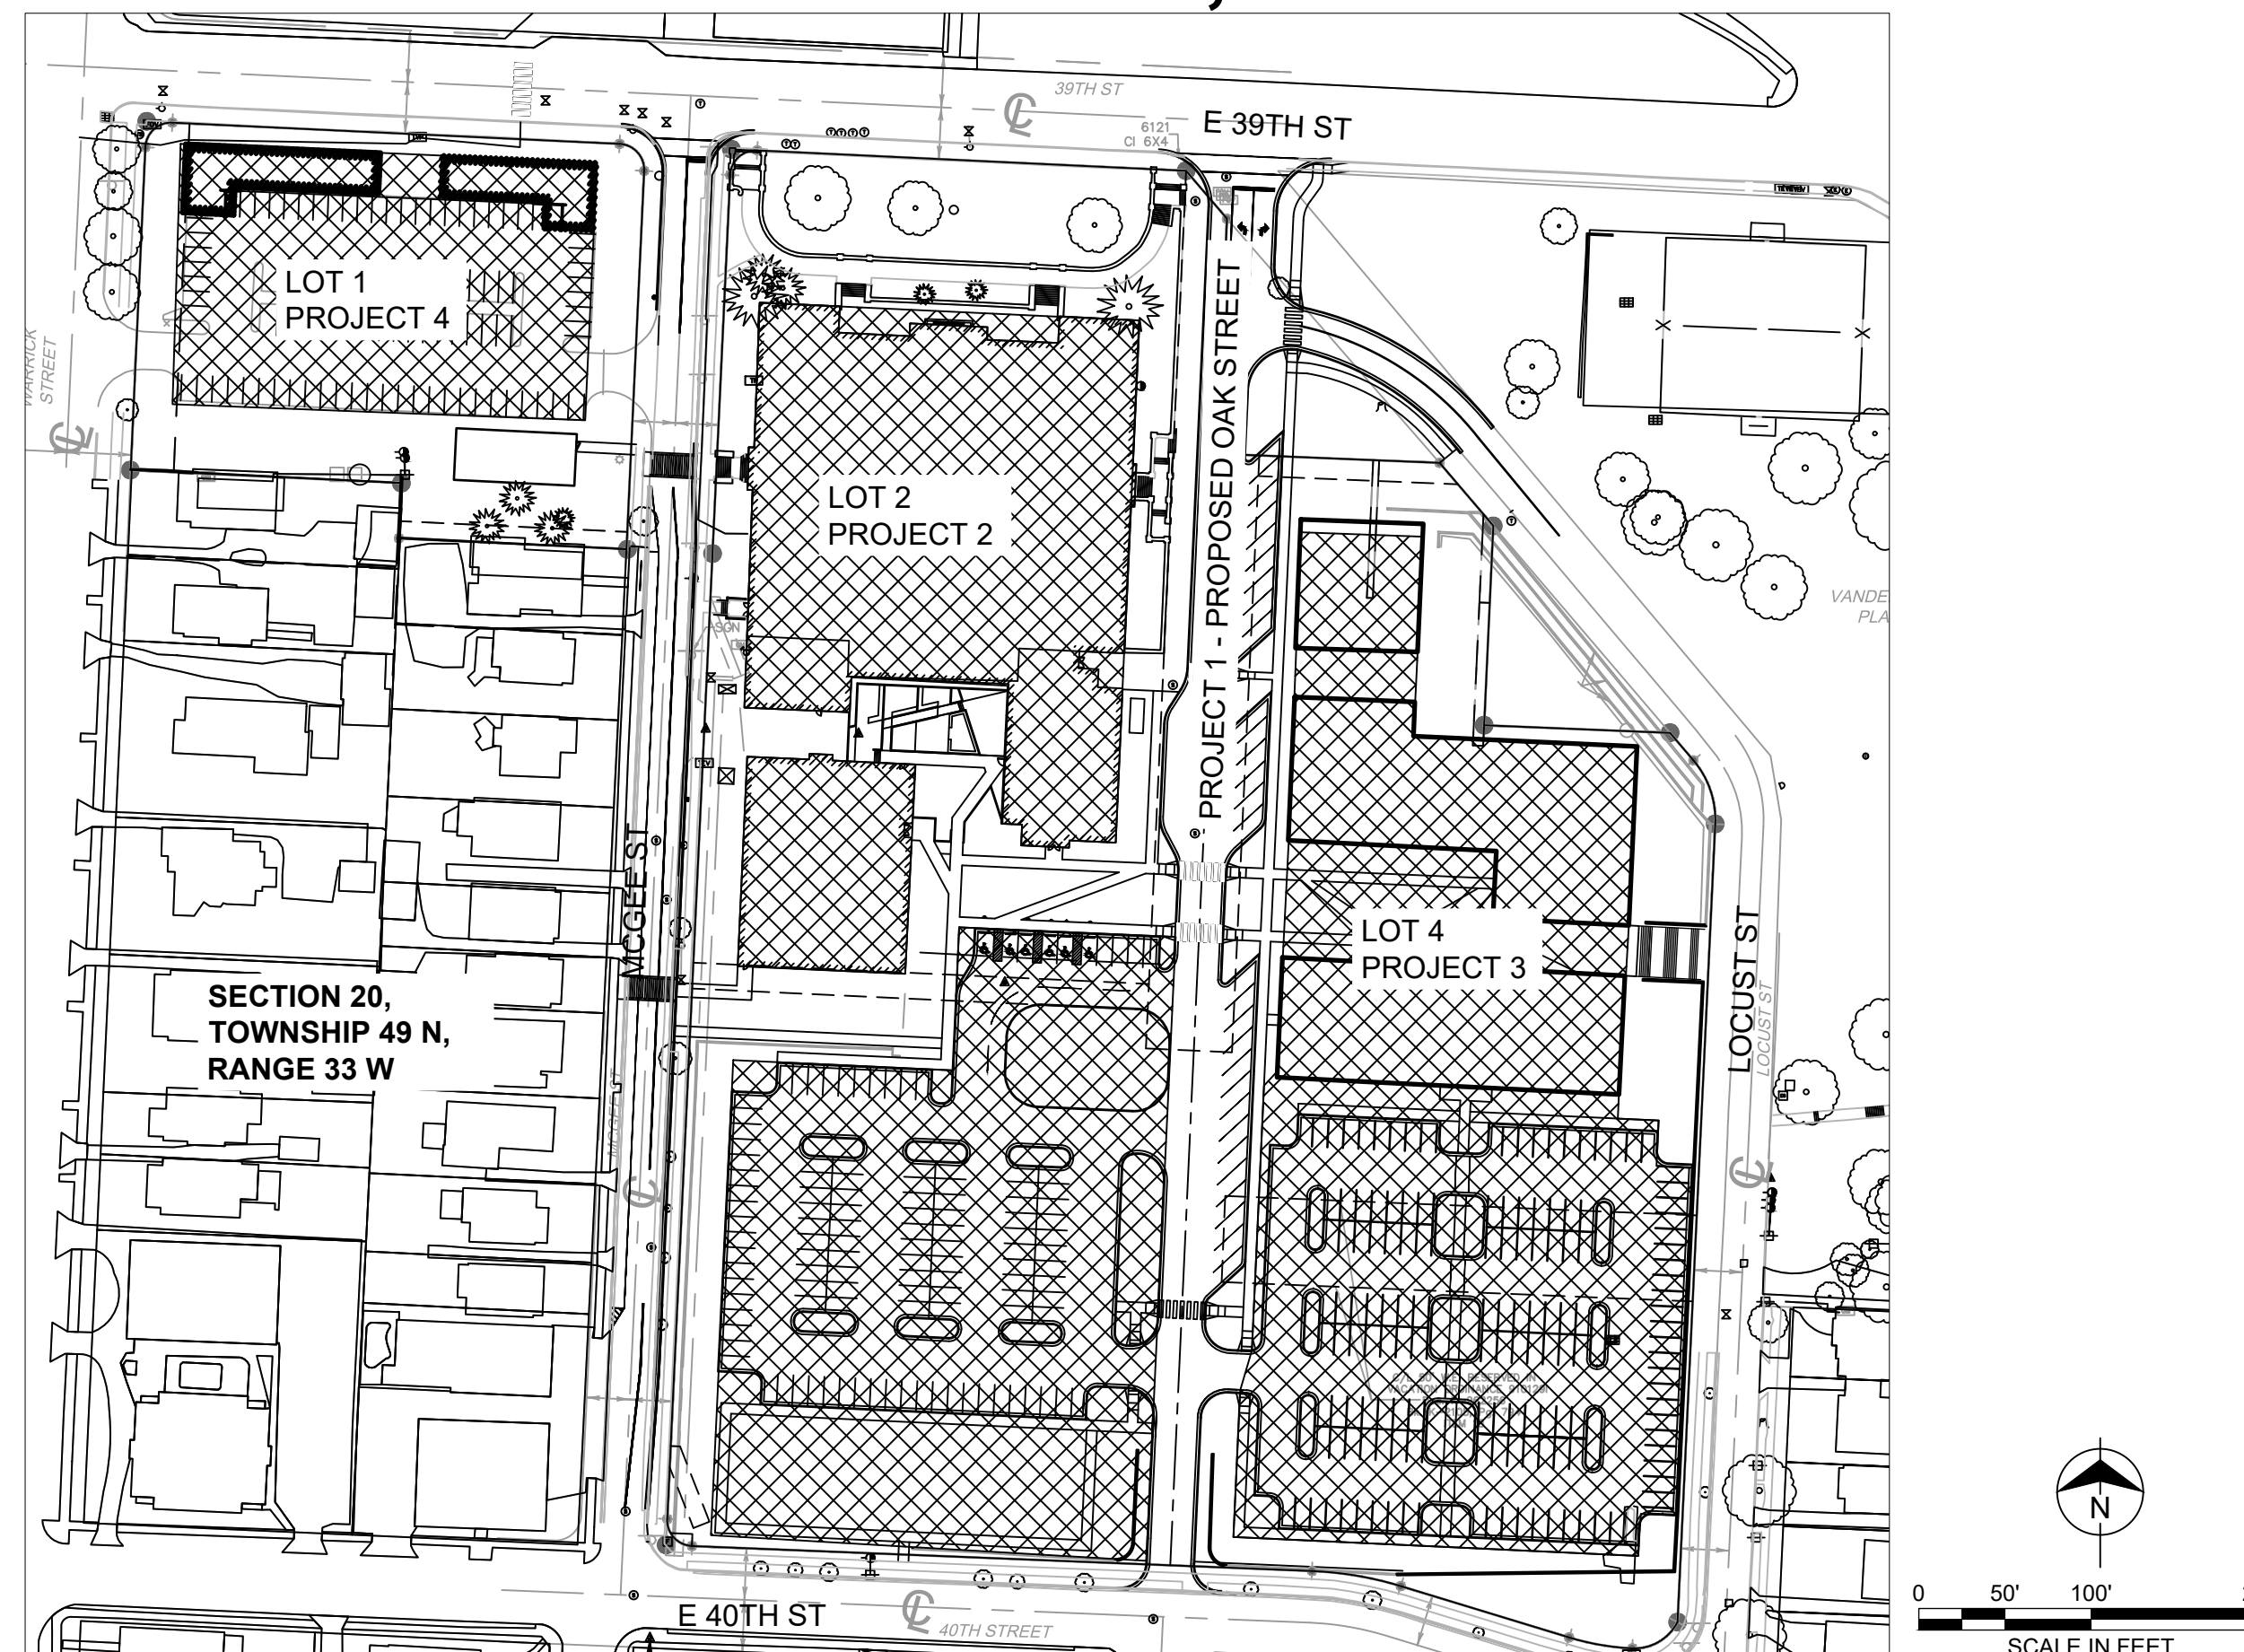 39TH ST
E 39TH ST
6121
CI 6X4
LOT 1
PROJECT 4
WARRICK
STREET
LOT 2
PROJECT 2
PROJECT 1 - PROPOSED OAK STREET
VANDE
PLA
SGN
MCGEE ST
LOT 4
PROJECT 3
LOCUST ST
LOCUST ST
SECTION 20,
TOWNSHIP 49 N,
RANGE 33 W
MCGEE ST
N
0 50' 100'
SCALE IN FEET
E 40TH ST
40TH STREET